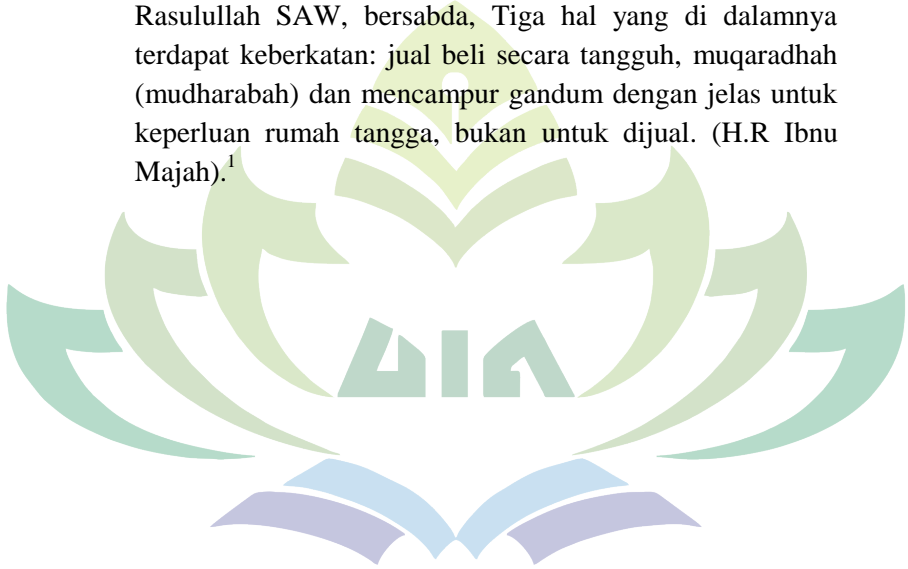 Rasulullah SAW, bersabda, Tiga hal yang di dalamnya
terdapat keberkatan: jual beli secara tangguh, muqaradhah
(mudharabah) dan mencampur gandum dengan jelas untuk
keperluan rumah tangga, bukan untuk dijual. (H.R Ibnu
Majah).¹